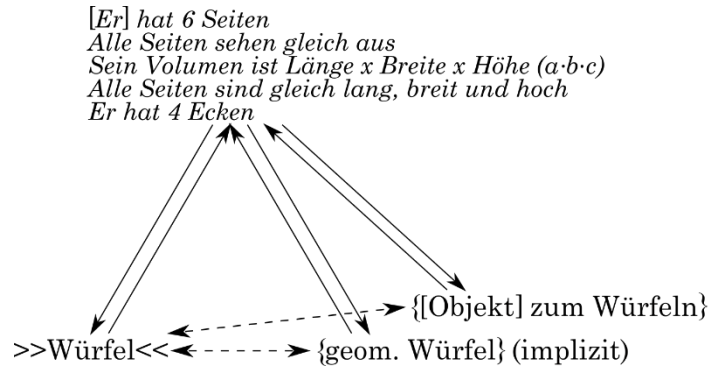 [Er] hat 6 Seiten
Alle Seiten sehen gleich aus
Sein Volumen ist Länge x Breite x Höhe (a·b·c)
Alle Seiten sind gleich lang, breit und hoch
Er hat 4 Ecken
{[Objekt] zum Würfeln}
>>Würfel<< {geom. Würfel} (implizit)